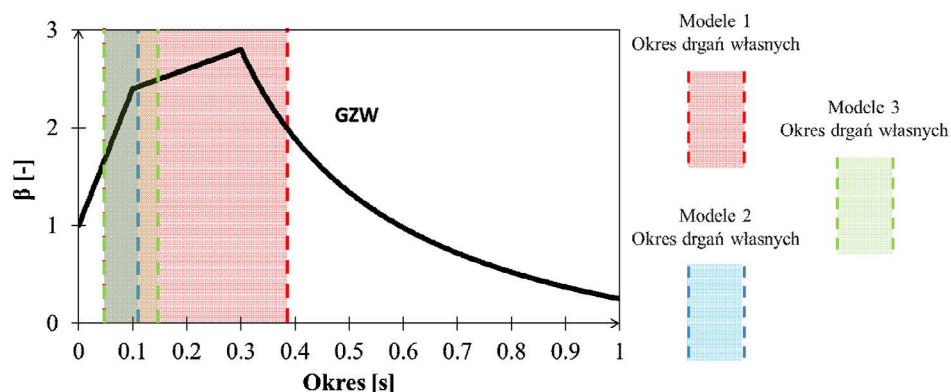 3
2
1
0
β [-]
0
0.1
0.2
0.3
0.4
0.5
0.6
0.7
0.8
0.9
1
Okres [s]
GZW
Modele 1
Okres drgań własnych
Modele 3
Okres drgań własnych
Modele 2
Okres drgań własnych